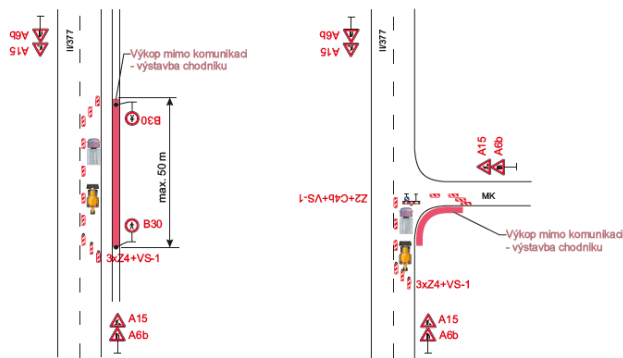 A6b
A15
II/377
Výkop mimo komunikaci
- výstavba chodníku
B30
max. 50 m
B30
3xZ4+VS-1
A15
A6b
A6b
A15
II/377
A15
A6b
Z2+C4b+VS-1
MK
Výkop mimo komunikaci
- výstavba chodníku
3xZ4+VS-1
A15
A6b